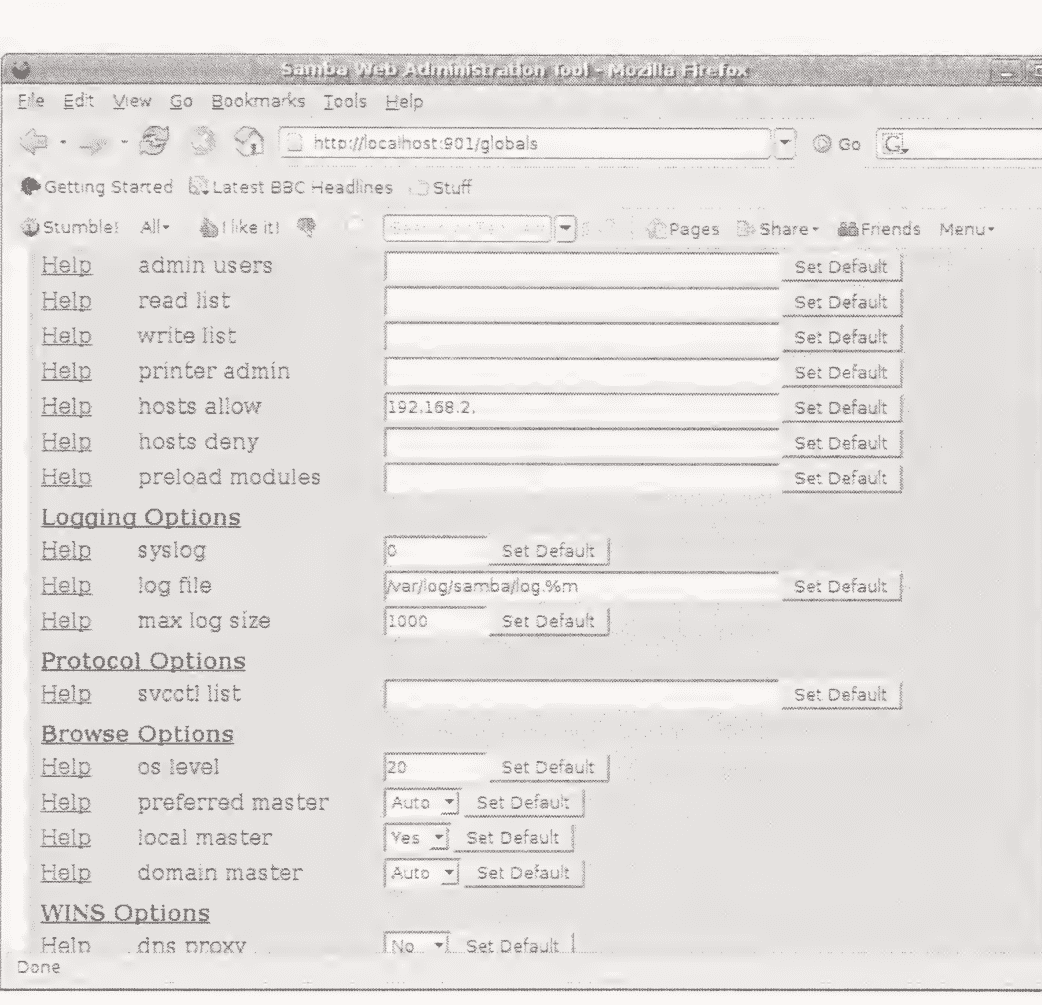 Samba Web Administration Tool - Mozilla Firefox
File Edit View Go Bookmarks Tools Help
http://localhost:901/globals Go G
Getting Started Latest BBC Headlines Stuff
Stumble! All I like it! Pages Share Friends Menu
Help admin users Set Default
Help read list Set Default
Help write list Set Default
Help printer admin Set Default
Help hosts allow 192.168.2. Set Default
Help hosts deny Set Default
Help preload modules Set Default
Logging Options
Help syslog 0 Set Default
Help log file /var/log/samba/log.%m Set Default
Help max log size 1000 Set Default
Protocol Options
Help svcctl list Set Default
Browse Options
Help os level 20 Set Default
Help preferred master Auto Set Default
Help local master Yes Set Default
Help domain master Auto Set Default
WINS Options
Help dns proxy No Set Default
Done